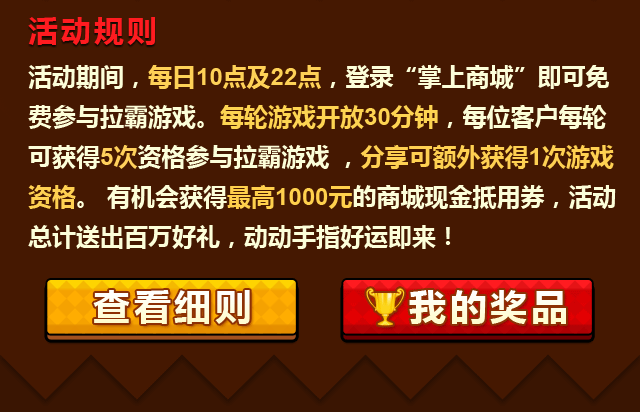 活动规则
活动期间，每日10点及22点，登录“掌上商城”即可免
费参与拉霸游戏。每轮游戏开放30分钟，每位客户每轮
可获得5次资格参与拉霸游戏 ，分享可额外获得1次游戏
资格。 有机会获得最高1000元的商城现金抵用券，活动
总计送出百万好礼，动动手指好运即来！
查看细则
我的奖品